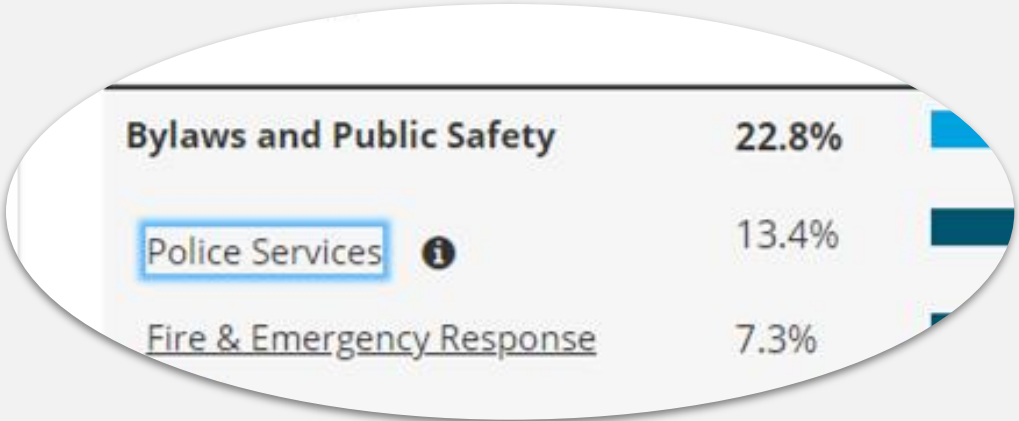 Bylaws and Public Safety 22.8%
Police Services 13.4%
Fire & Emergency Response 7.3%